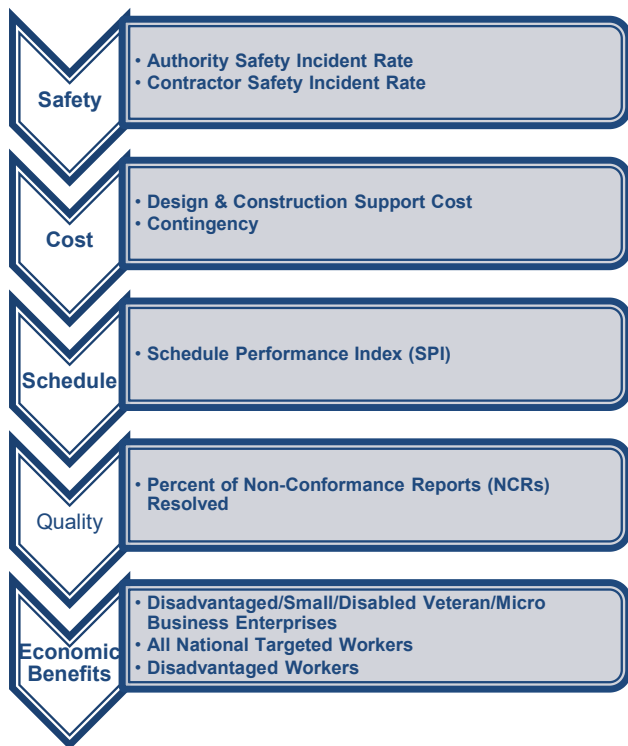 Safety
• Authority Safety Incident Rate
• Contractor Safety Incident Rate
Cost
• Design & Construction Support Cost
• Contingency
Schedule
• Schedule Performance Index (SPI)
Quality
• Percent of Non-Conformance Reports (NCRs)
Resolved
Economic
Benefits
• Disadvantaged/Small/Disabled Veteran/Micro
Business Enterprises
• All National Targeted Workers
• Disadvantaged Workers